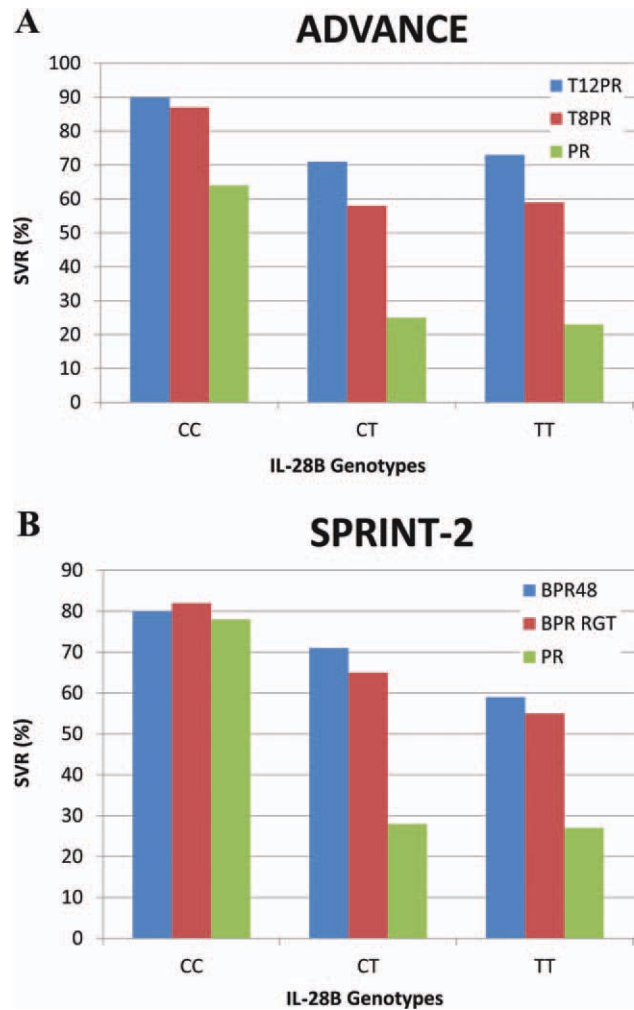 A
ADVANCE
100
90
80
70
60
50
40
30
20
10
0
SVR (%)
T12PR
T8PR
PR
CC CT TT
IL-28B Genotypes
B
SPRINT-2
90
80
70
60
50
40
30
20
10
0
SVR (%)
BPR48
BPR RGT
PR
CC CT TT
IL-28B Genotypes